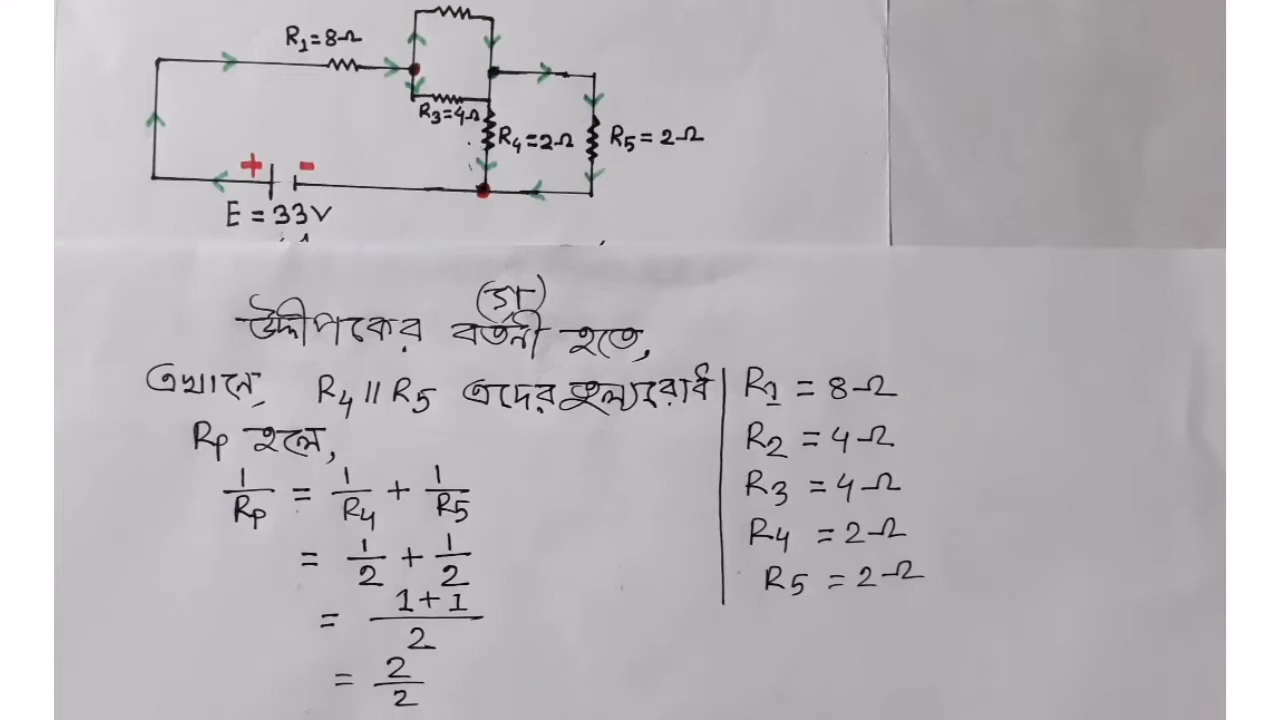 R1=8Ω
R3=4Ω
R4=2Ω
R5=2Ω
+ -
E=33V
(গ)
উদ্দীপকের বর্তনী হতে,
এখানে, R4 || R5 এদের তুল্যরোধ
Rp হলে,
1/Rp = 1/R4 + 1/R5
= 1/2 + 1/2
= 1+1/2
= 2/2
R1 = 8Ω
R2 = 4Ω
R3 = 4Ω
R4 = 2Ω
R5 = 2Ω